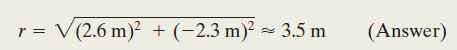 r = √(2.6 m)² + (−2.3 m)² ≈ 3.5 m (Answer)